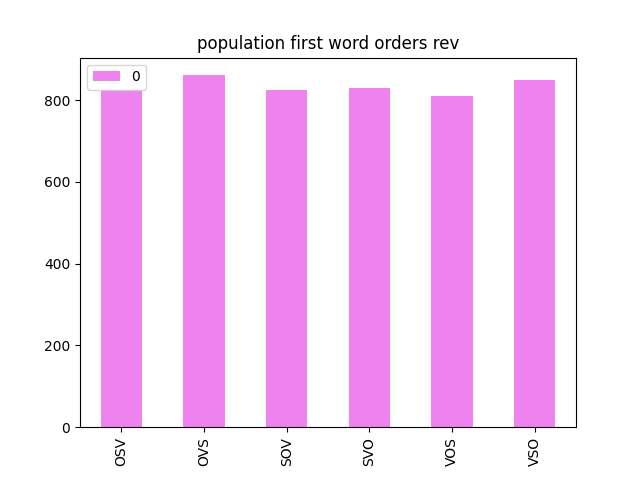 population first word orders rev
0
800
600
400
200
0
OSV
OVS
SOV
SVO
VOS
VSO